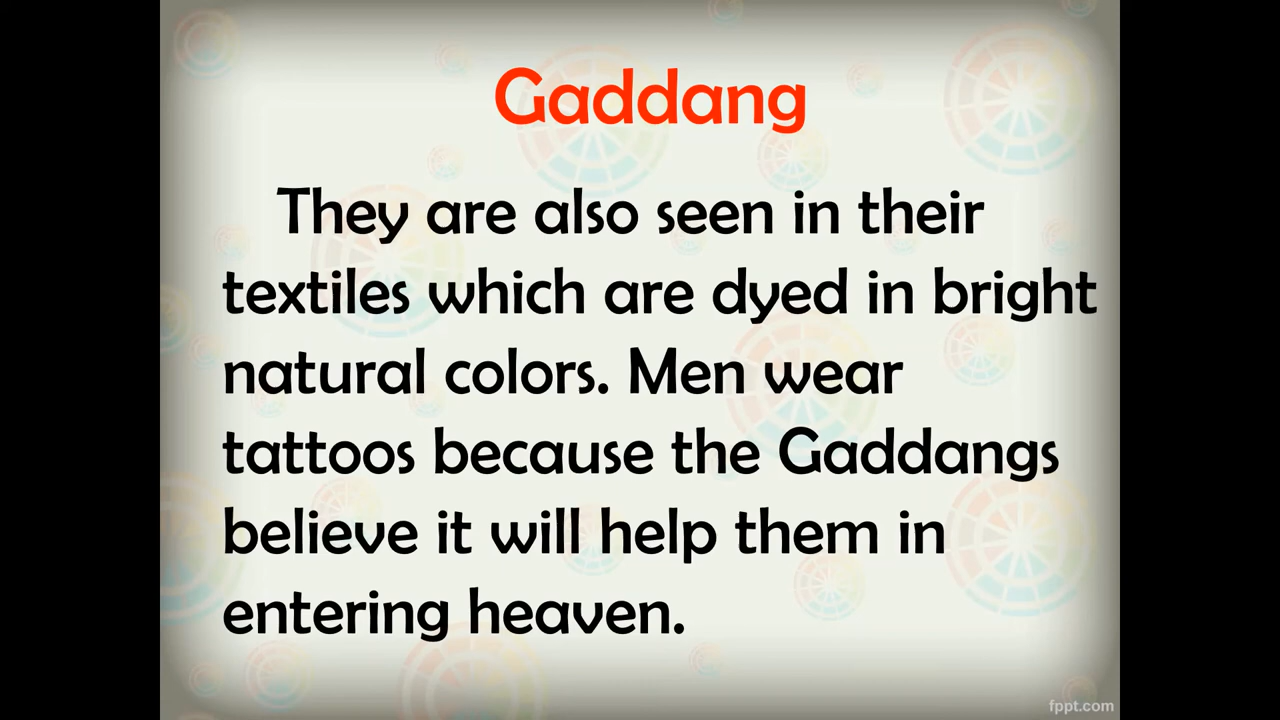 Gaddang
They are also seen in their
textiles which are dyed in bright
natural colors. Men wear
tattoos because the Gaddangs
believe it will help them in
entering heaven.
fppt.com